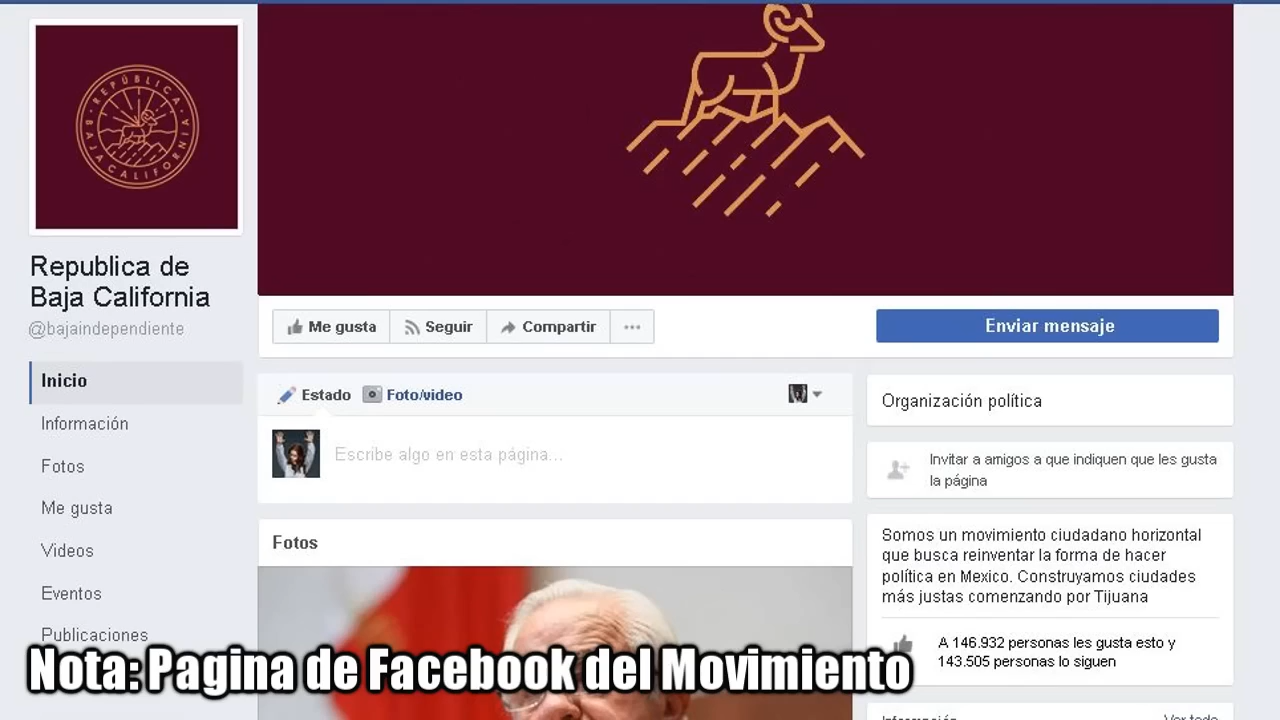 REPÚBLICA
BAJA CALIFORNIA
Republica de
Baja California
@bajaindependiente
Inicio
Información
Fotos
Me gusta
Videos
Eventos
Publicaciones
Me gusta
Seguir
Compartir
Enviar mensaje
Estado
Foto/video
Escribe algo en esta página...
Fotos
Organización política
Invitar a amigos a que indiquen que les gusta
la página
Somos un movimiento ciudadano horizontal
que busca reinventar la forma de hacer
política en Mexico. Construyamos ciudades
más justas comenzando por Tijuana
A 146.932 personas les gusta esto y
143.505 personas lo siguen
Información
Ver todo
Nota: Pagina de Facebook del Movimiento